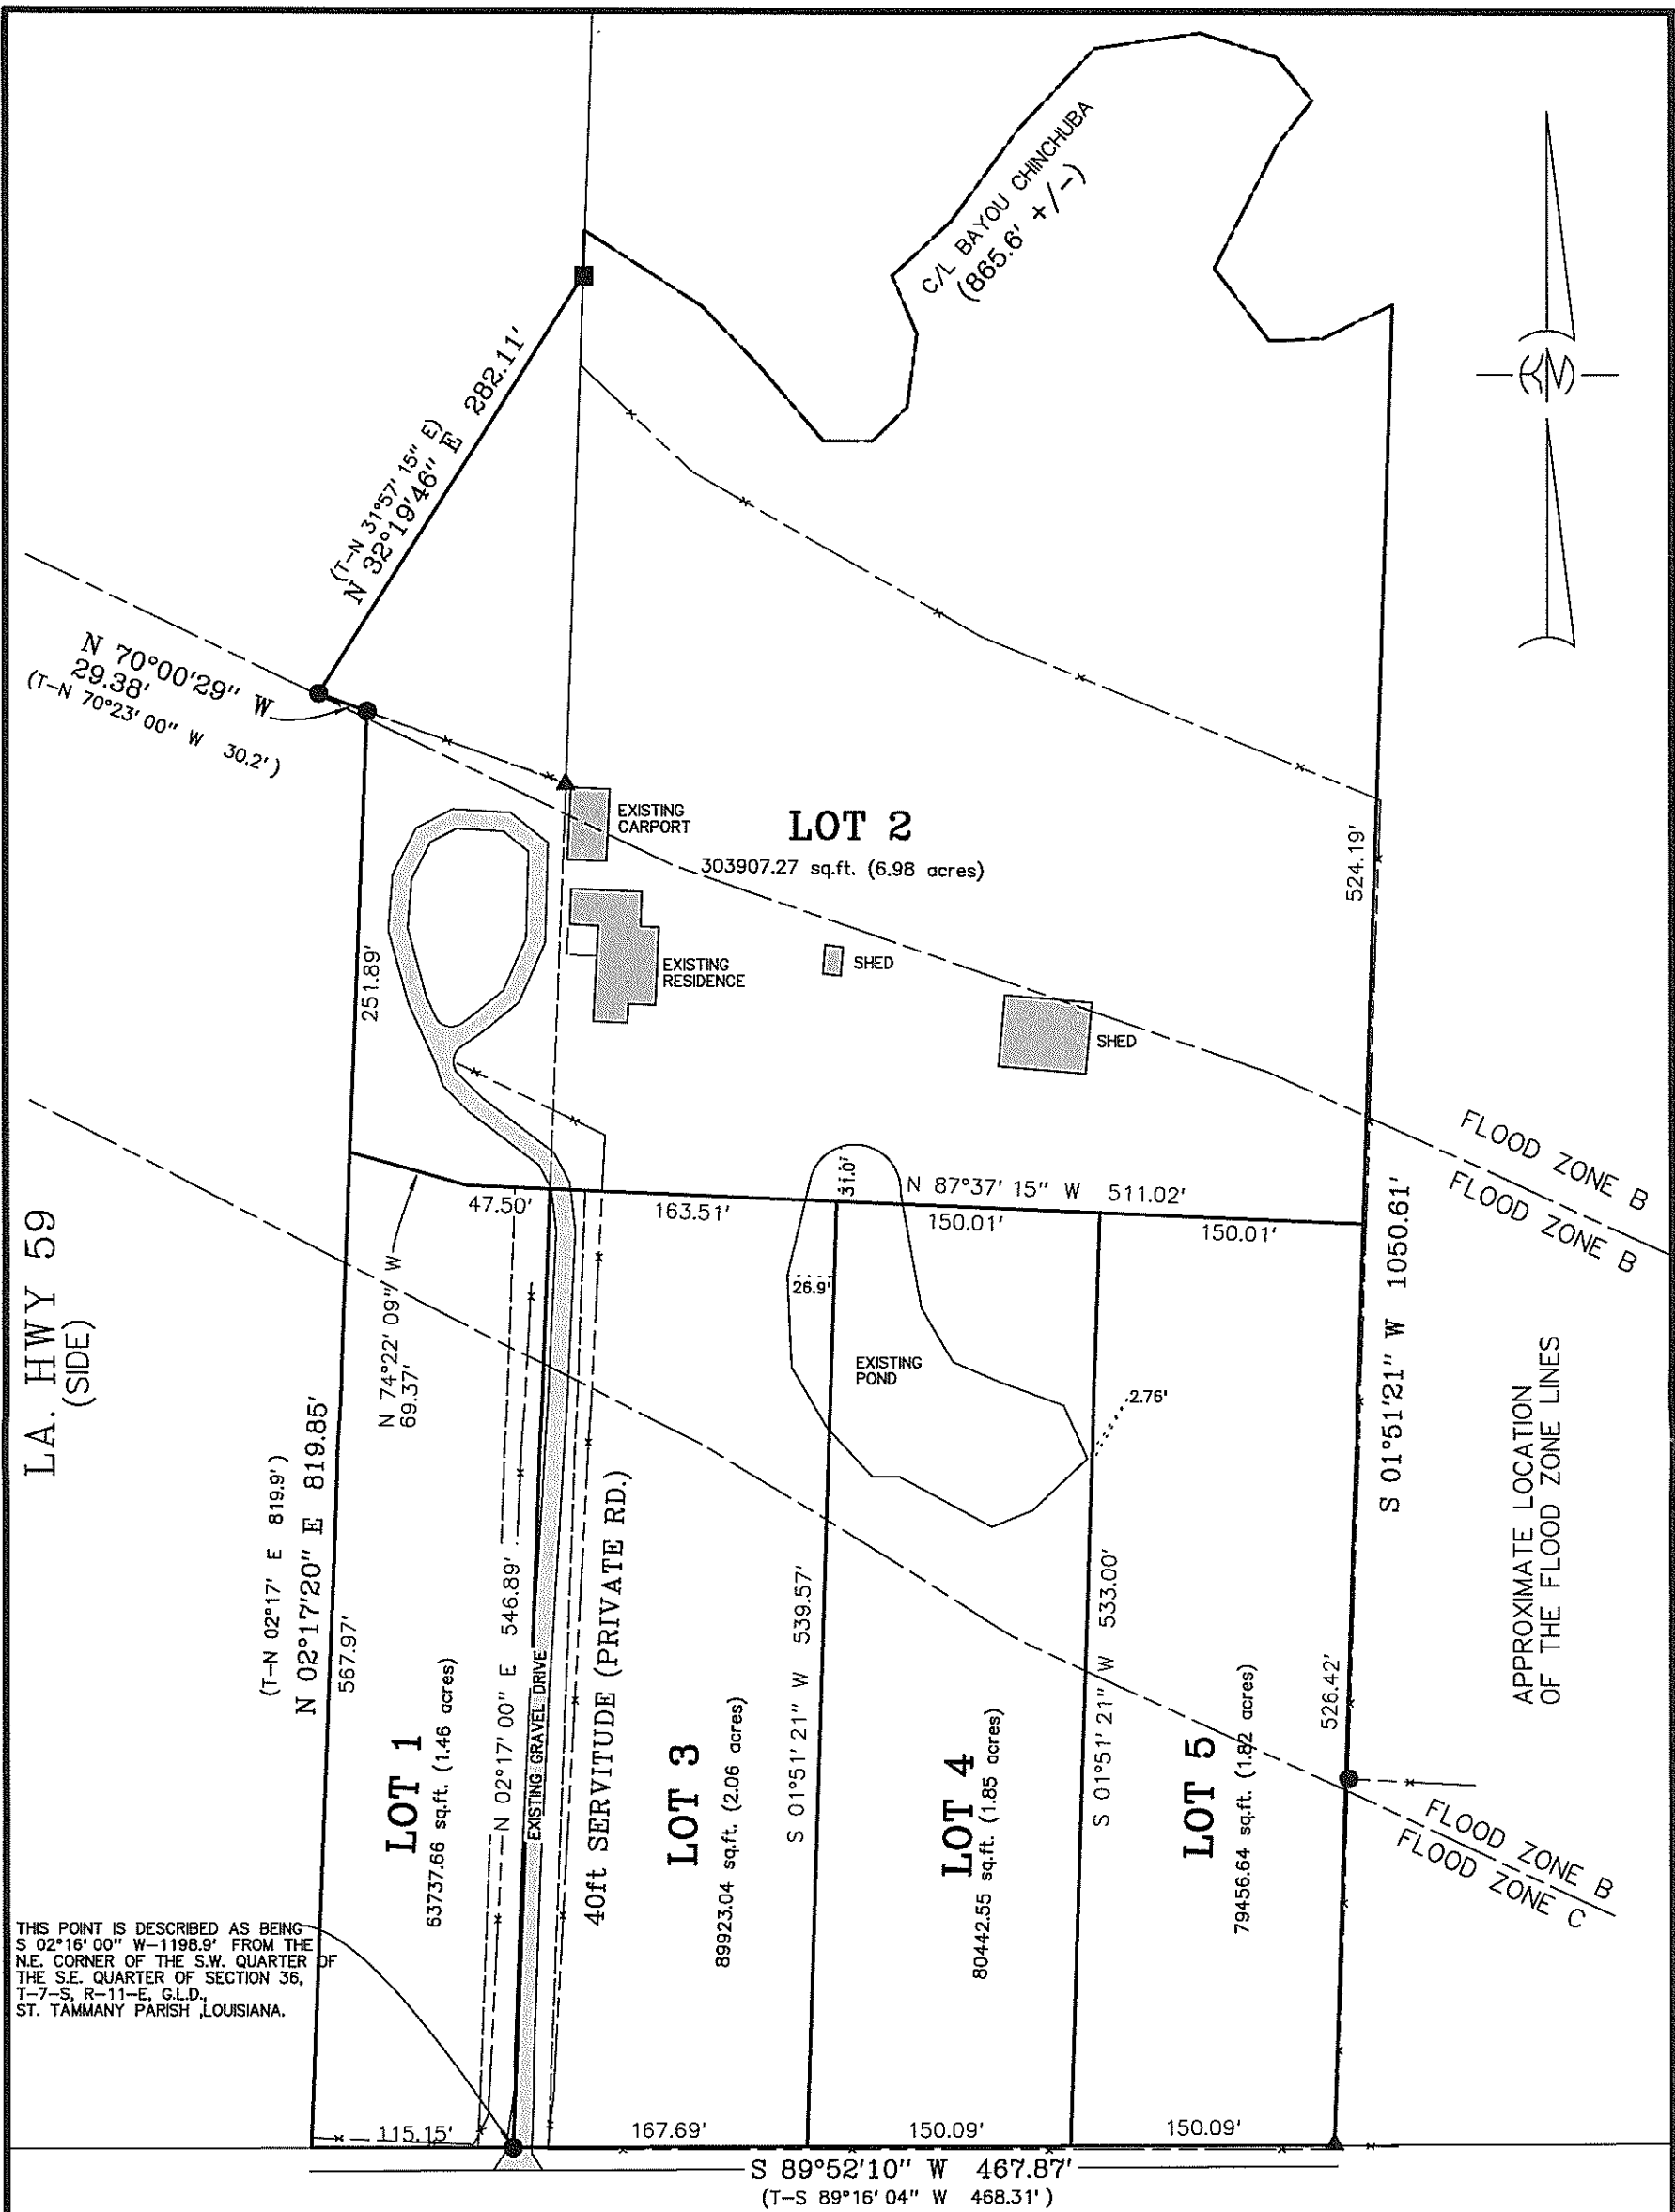 C/L BAYOU CHINCHUBA
(865.6' +/-)
N
(T-N 31°57' 15" E)
N 32°19'46" E 282.11'
N 70°00'29" W
29.38'
(T-N 70°23' 00" W 30.2')
EXISTING
CARPORT
LOT 2
303907.27 sq.ft. (6.98 acres)
524.19'
251.89'
EXISTING
RESIDENCE
SHED
SHED
FLOOD ZONE B
FLOOD ZONE B
31.0'
N 87°37' 15" W 511.02'
47.50'
163.51'
150.01'
150.01'
LA. HWY 59
(SIDE)
N 74°22' 09" W
69.37'
26.9'
EXISTING
POND
2.76'
S 01°51'21" W 1050.61'
APPROXIMATE LOCATION
OF THE FLOOD ZONE LINES
(T-N 02°17' E 819.9')
N 02°17'20" E 819.85'
567.97'
LOT 1
63737.66 sq.ft. (1.46 acres)
N 02°17' 00" E 546.89'
EXISTING GRAVEL DRIVE
40ft SERVITUDE (PRIVATE RD.)
LOT 3
89923.04 sq.ft. (2.06 acres)
S 01°51' 21" W 539.57'
LOT 4
80442.55 sq.ft. (1.85 acres)
S 01°51' 21" W 533.00'
LOT 5
79456.64 sq.ft. (1.82 acres)
526.42'
FLOOD ZONE B
FLOOD ZONE C
THIS POINT IS DESCRIBED AS BEING
S 02°16' 00" W-1198.9' FROM THE
N.E. CORNER OF THE S.W. QUARTER OF
THE S.E. QUARTER OF SECTION 36,
T-7-S, R-11-E, G.L.D.,
ST. TAMMANY PARISH ,LOUISIANA.
115.15'
167.69'
150.09'
150.09'
S 89°52'10" W 467.87'
(T-S 89°16' 04" W 468.31')